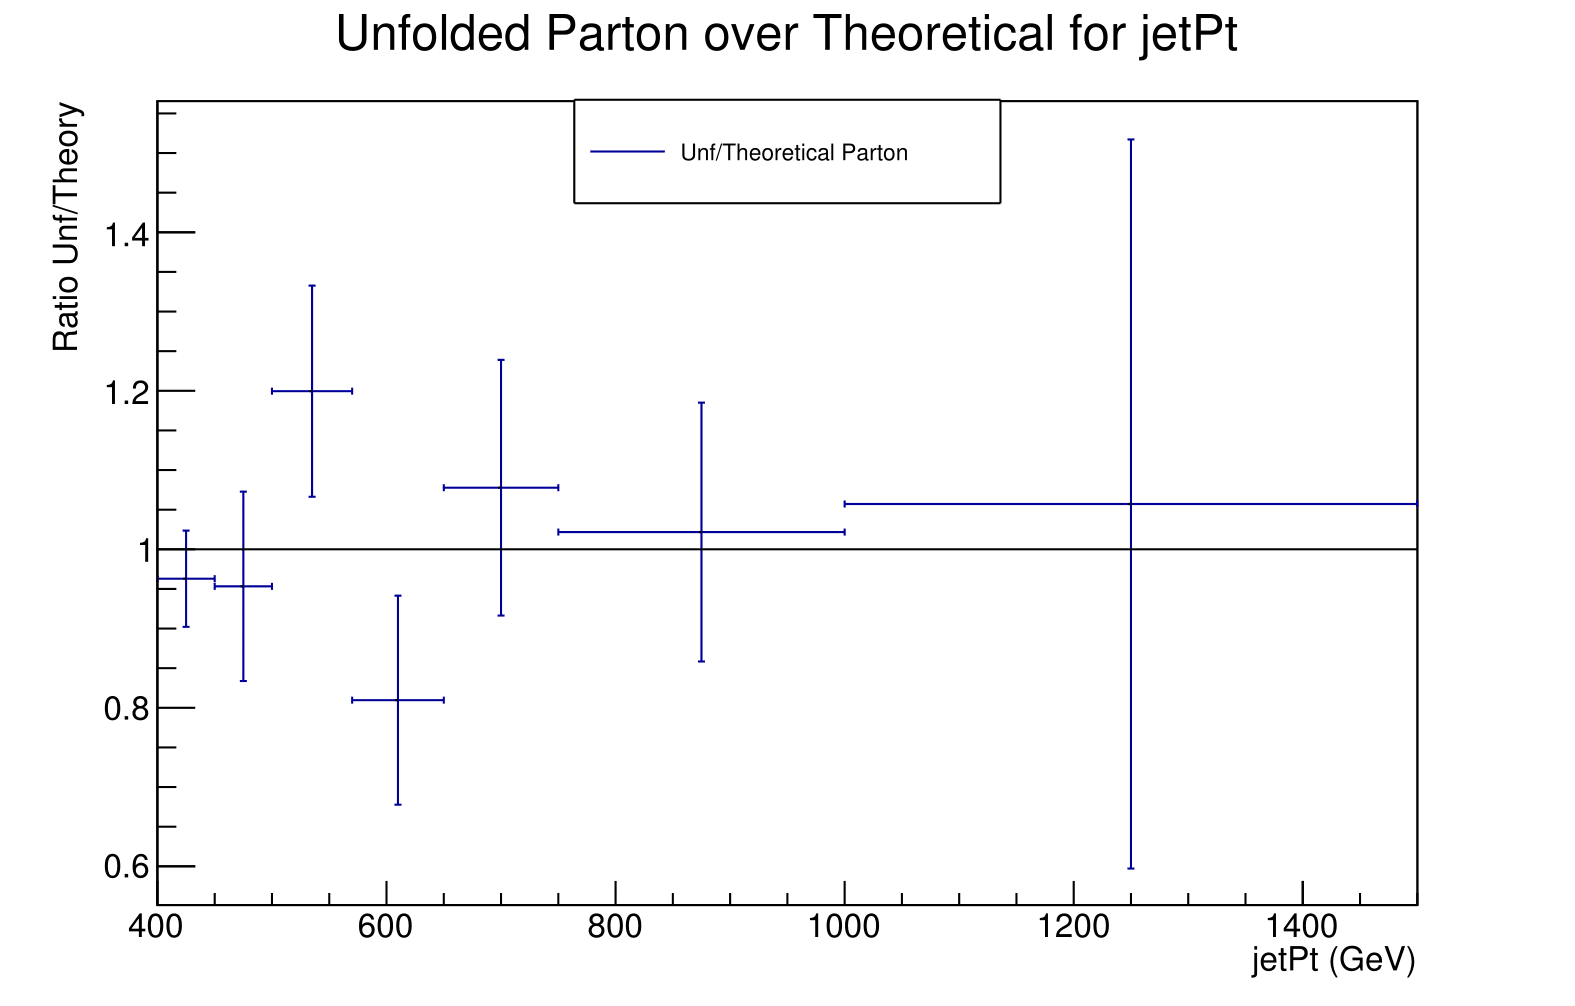 Unfolded Parton over Theoretical for jetPt
Ratio Unf/Theory
Unf/Theoretical Parton
1.4
1.2
1
0.8
0.6
400 600 800 1000 1200 1400
jetPt (GeV)